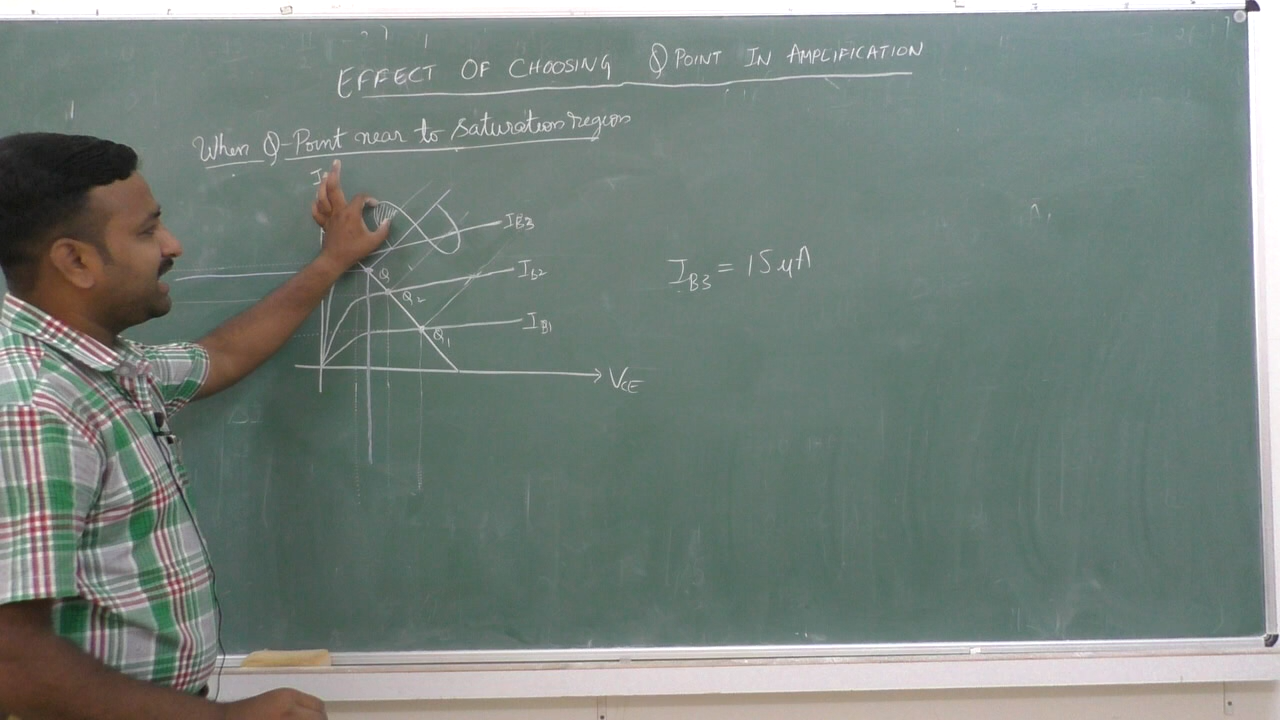 EFFECT OF CHOOSING Q POINT IN AMPLIFICATION
When Q-Point near to saturation region
I
IB3
IB2
IB1
Q
Q2
Q1
VCE
IB3 = 15 μA